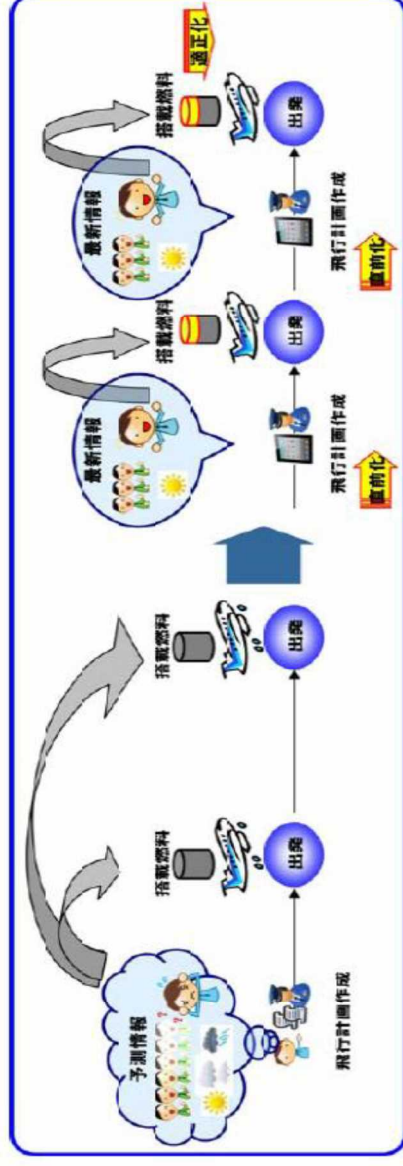 予測情報
飛行計画作成
搭載燃料
出発
搭載燃料
出発
最新情報
飛行計画作成
直前化
搭載燃料
出発
最新情報
飛行計画作成
直前化
搭載燃料
出発
適正化